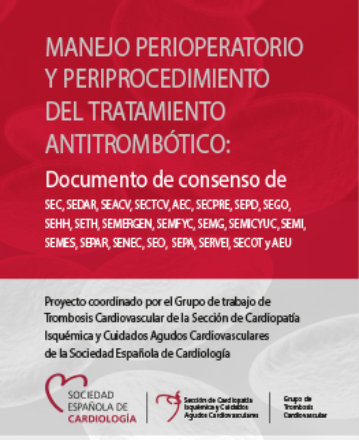 MANEJO PERIOPERATORIO
Y PERIPROCEDIMIENTO
DEL TRATAMIENTO
ANTITROMBÓTICO:
Documento de consenso de
SEC, SEDAR, SEACV, SECTCV, AEC, SECPRE, SEPD, SEGO,
SEHH, SETH, SEMERGEN, SEMFYC, SEMG, SEMICYUC, SEMI,
SEMES, SEPAR, SENEC, SEO, SEPA, SERVEI, SECOT y AEU
Proyecto coordinado por el Grupo de trabajo de
Trombosis Cardiovascular de la Sección de Cardiopatía
Isquémica y Cuidados Agudos Cardiovasculares
de la Sociedad Española de Cardiología
SOCIEDAD
ESPAÑOLA DE
CARDIOLOGÍA
Sección de Cardiopatía
Isquémica y Cuidados
Agudos Cardiovasculares
Grupo de
Trombosis
Cardiovascular